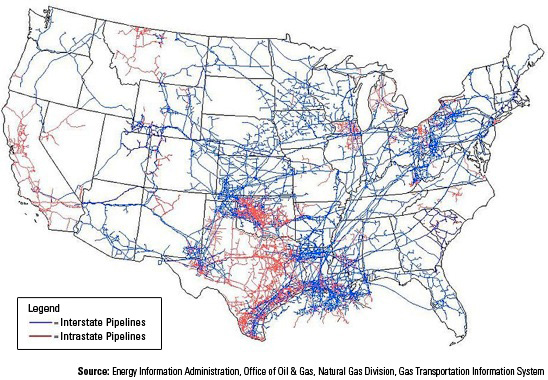 Legend
= Interstate Pipelines
= Intrastate Pipelines
Source: Energy Information Administration, Office of Oil & Gas, Natural Gas Division, Gas Transportation Information System